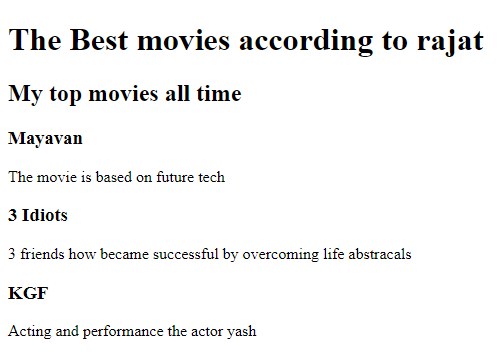 The Best movies according to rajat
My top movies all time
Mayavan
The movie is based on future tech
3 Idiots
3 friends how became successful by overcoming life abstracals
KGF
Acting and performance the actor yash